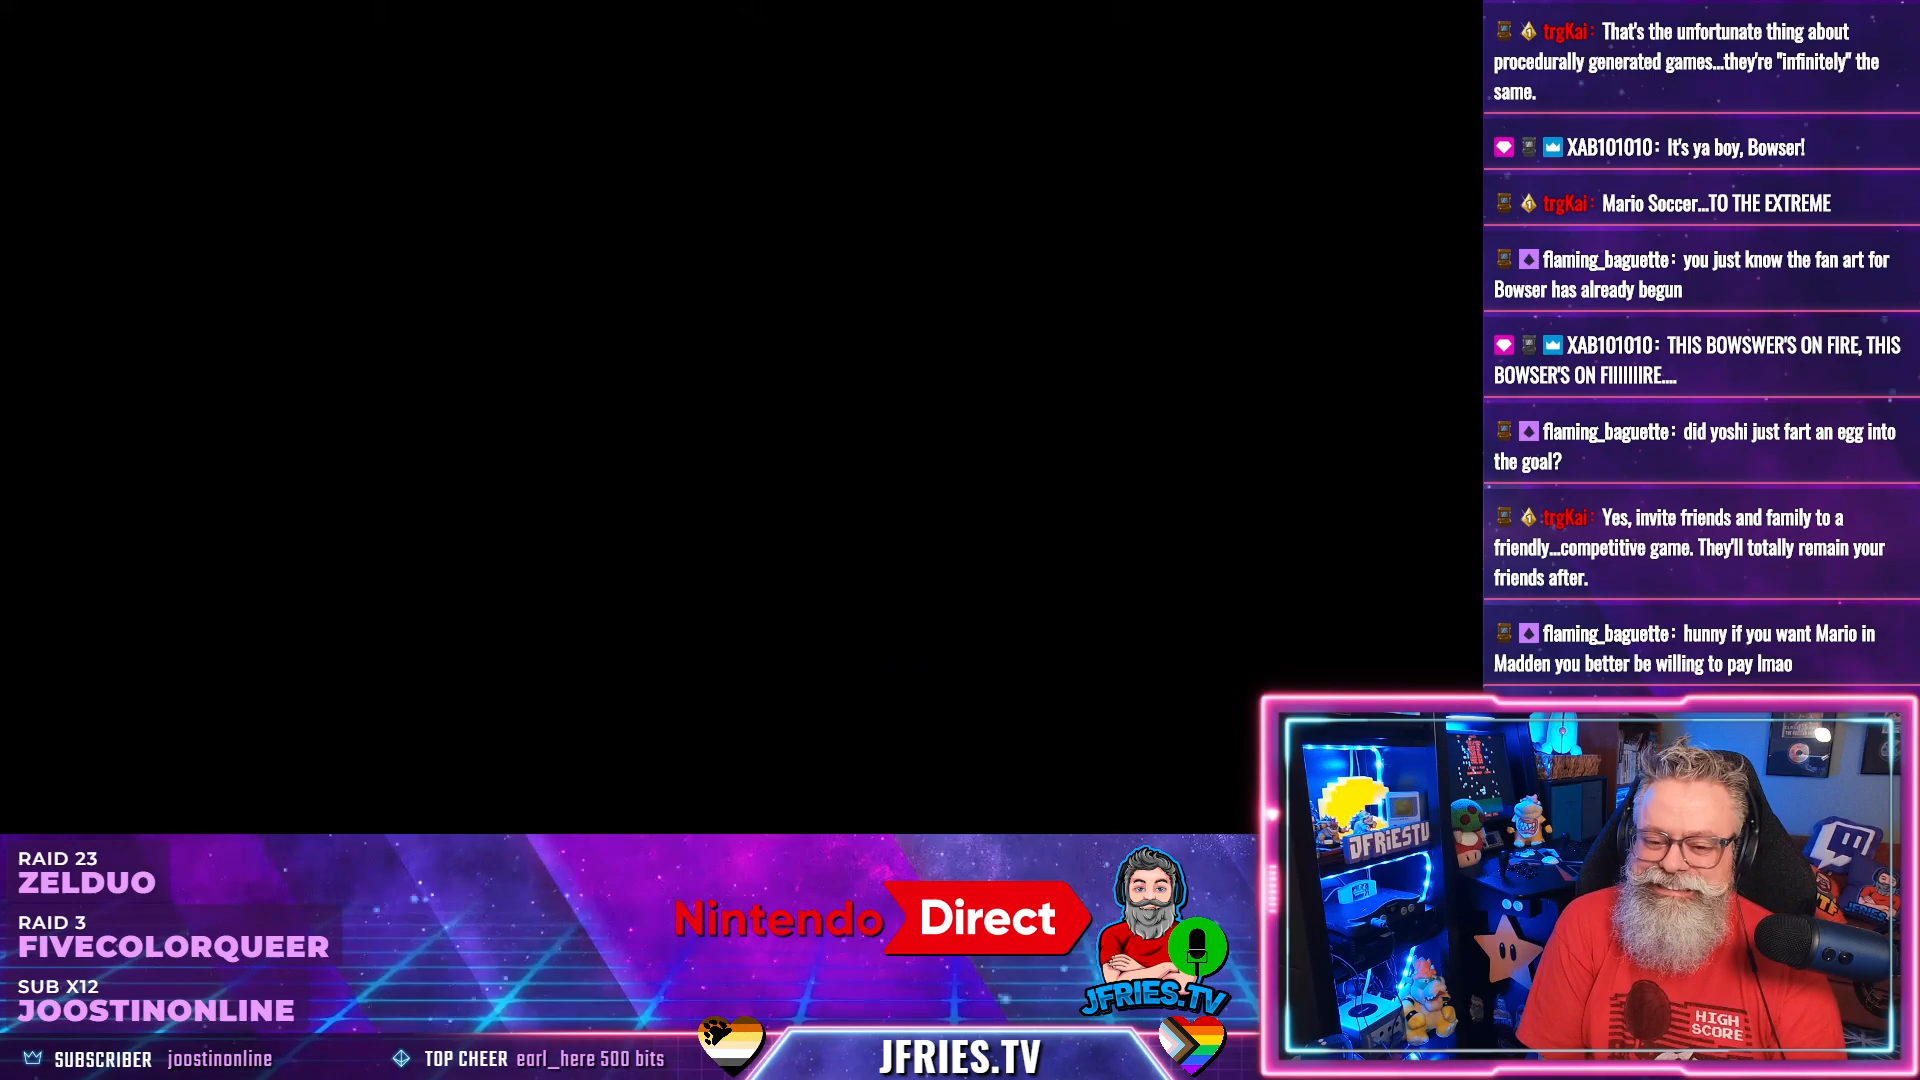 trgKai: That's the unfortunate thing about
procedurally generated games...they're "infinitely" the
same.
XAB101010: It's ya boy, Bowser!
trgKai: Mario Soccer...TO THE EXTREME
flaming_baguette: you just know the fan art for
Bowser has already begun
XAB101010: THIS BOWSWER'S ON FIRE, THIS
BOWSER'S ON FIIIIIIIRE....
flaming_baguette: did yoshi just fart an egg into
the goal?
trgKai: Yes, invite friends and family to a
friendly...competitive game. They'll totally remain your
friends after.
flaming_baguette: hunny if you want Mario in
Madden you better be willing to pay lmao
RAID 23
ZELDUO
RAID 3
FIVECOLORQUEER
SUB X12
JOOSTINONLINE
Nintendo Direct
JFRIES.TV
SUBSCRIBER joostinonline
TOP CHEER earl_here 500 bits
JFRIES.TV
JFRIESTV
HIGH
SCORE